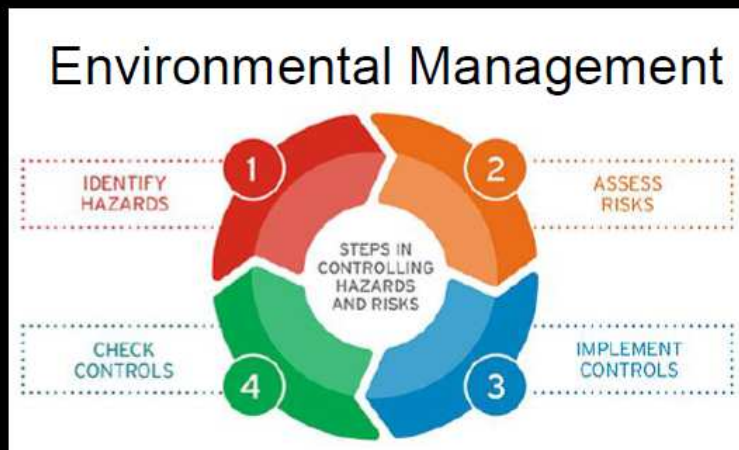 Environmental Management
1
IDENTIFY
HAZARDS
2
ASSESS
RISKS
STEPS IN
CONTROLLING
HAZARDS
AND RISKS
3
IMPLEMENT
CONTROLS
4
CHECK
CONTROLS